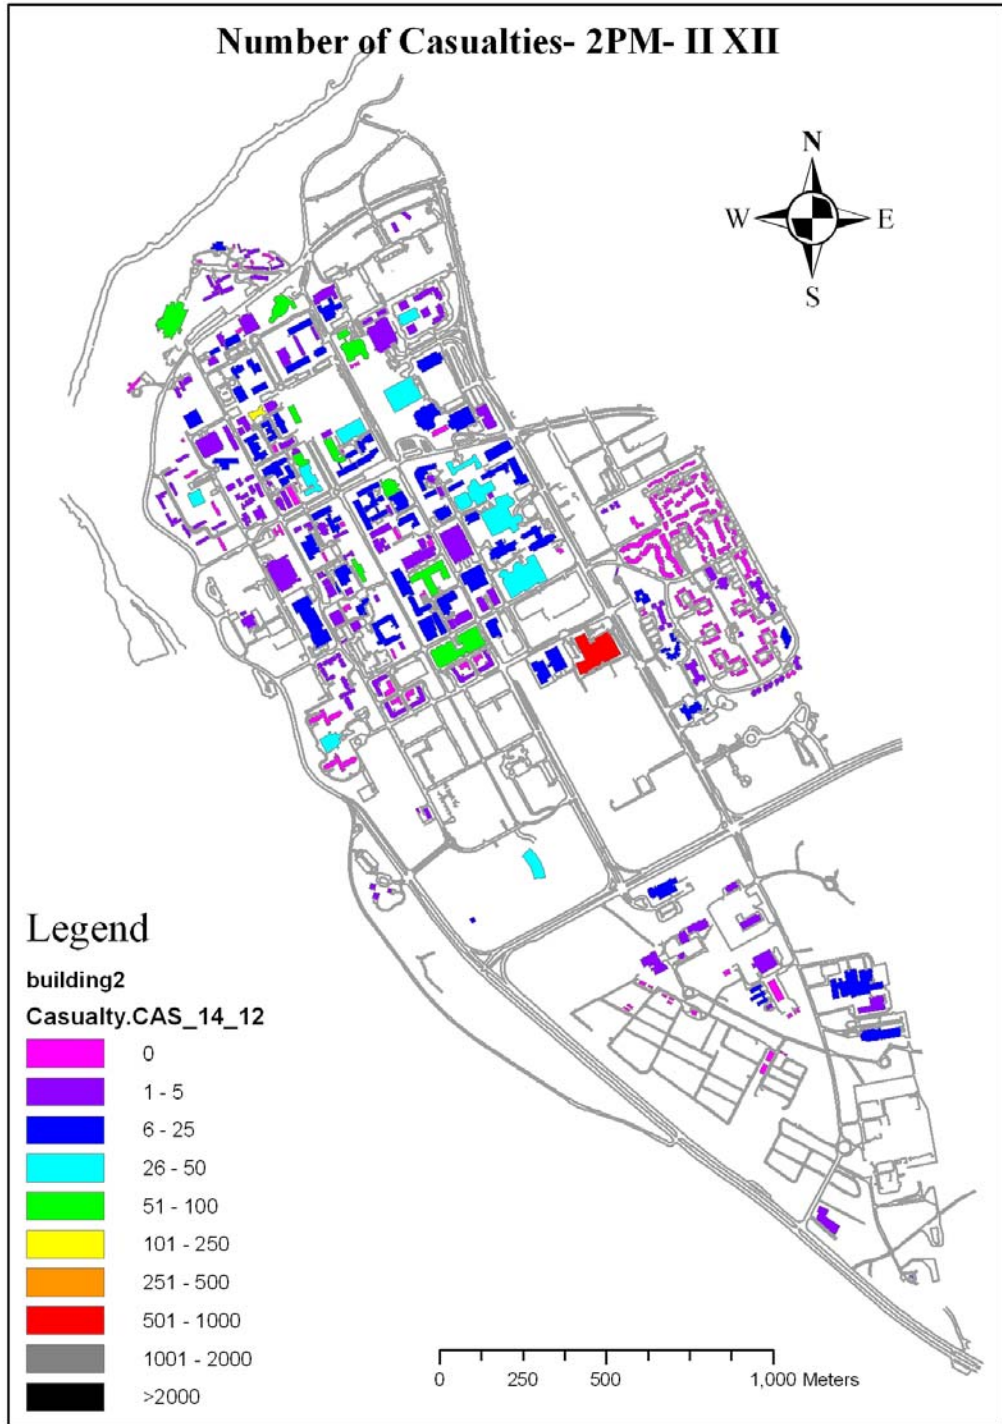 Number of Casualties- 2PM- II XII
N
W E
S
Legend
building2
Casualty.CAS_14_12
0
1 - 5
6 - 25
26 - 50
51 - 100
101 - 250
251 - 500
501 - 1000
1001 - 2000
>2000
0 250 500 1,000 Meters